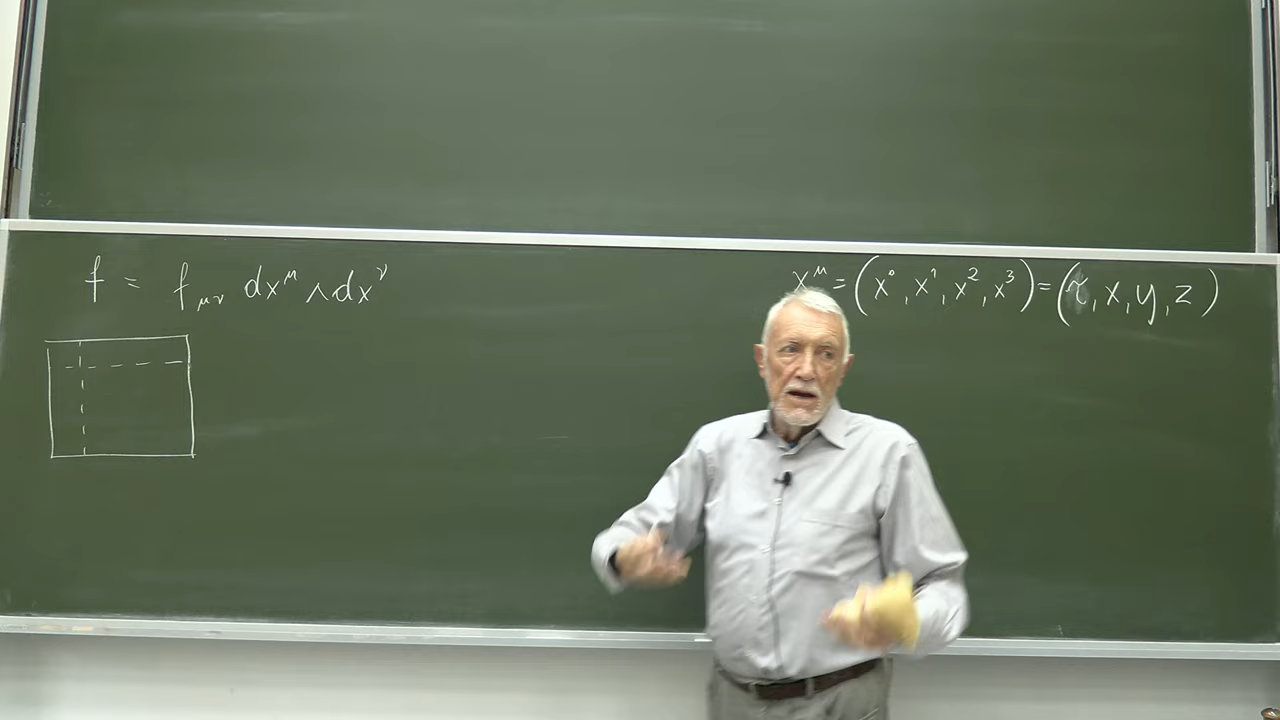 f = f_{μν} dx^μ ∧ dx^ν
x^μ = (x^0, x^1, x^2, x^3) = (τ, x, y, z)